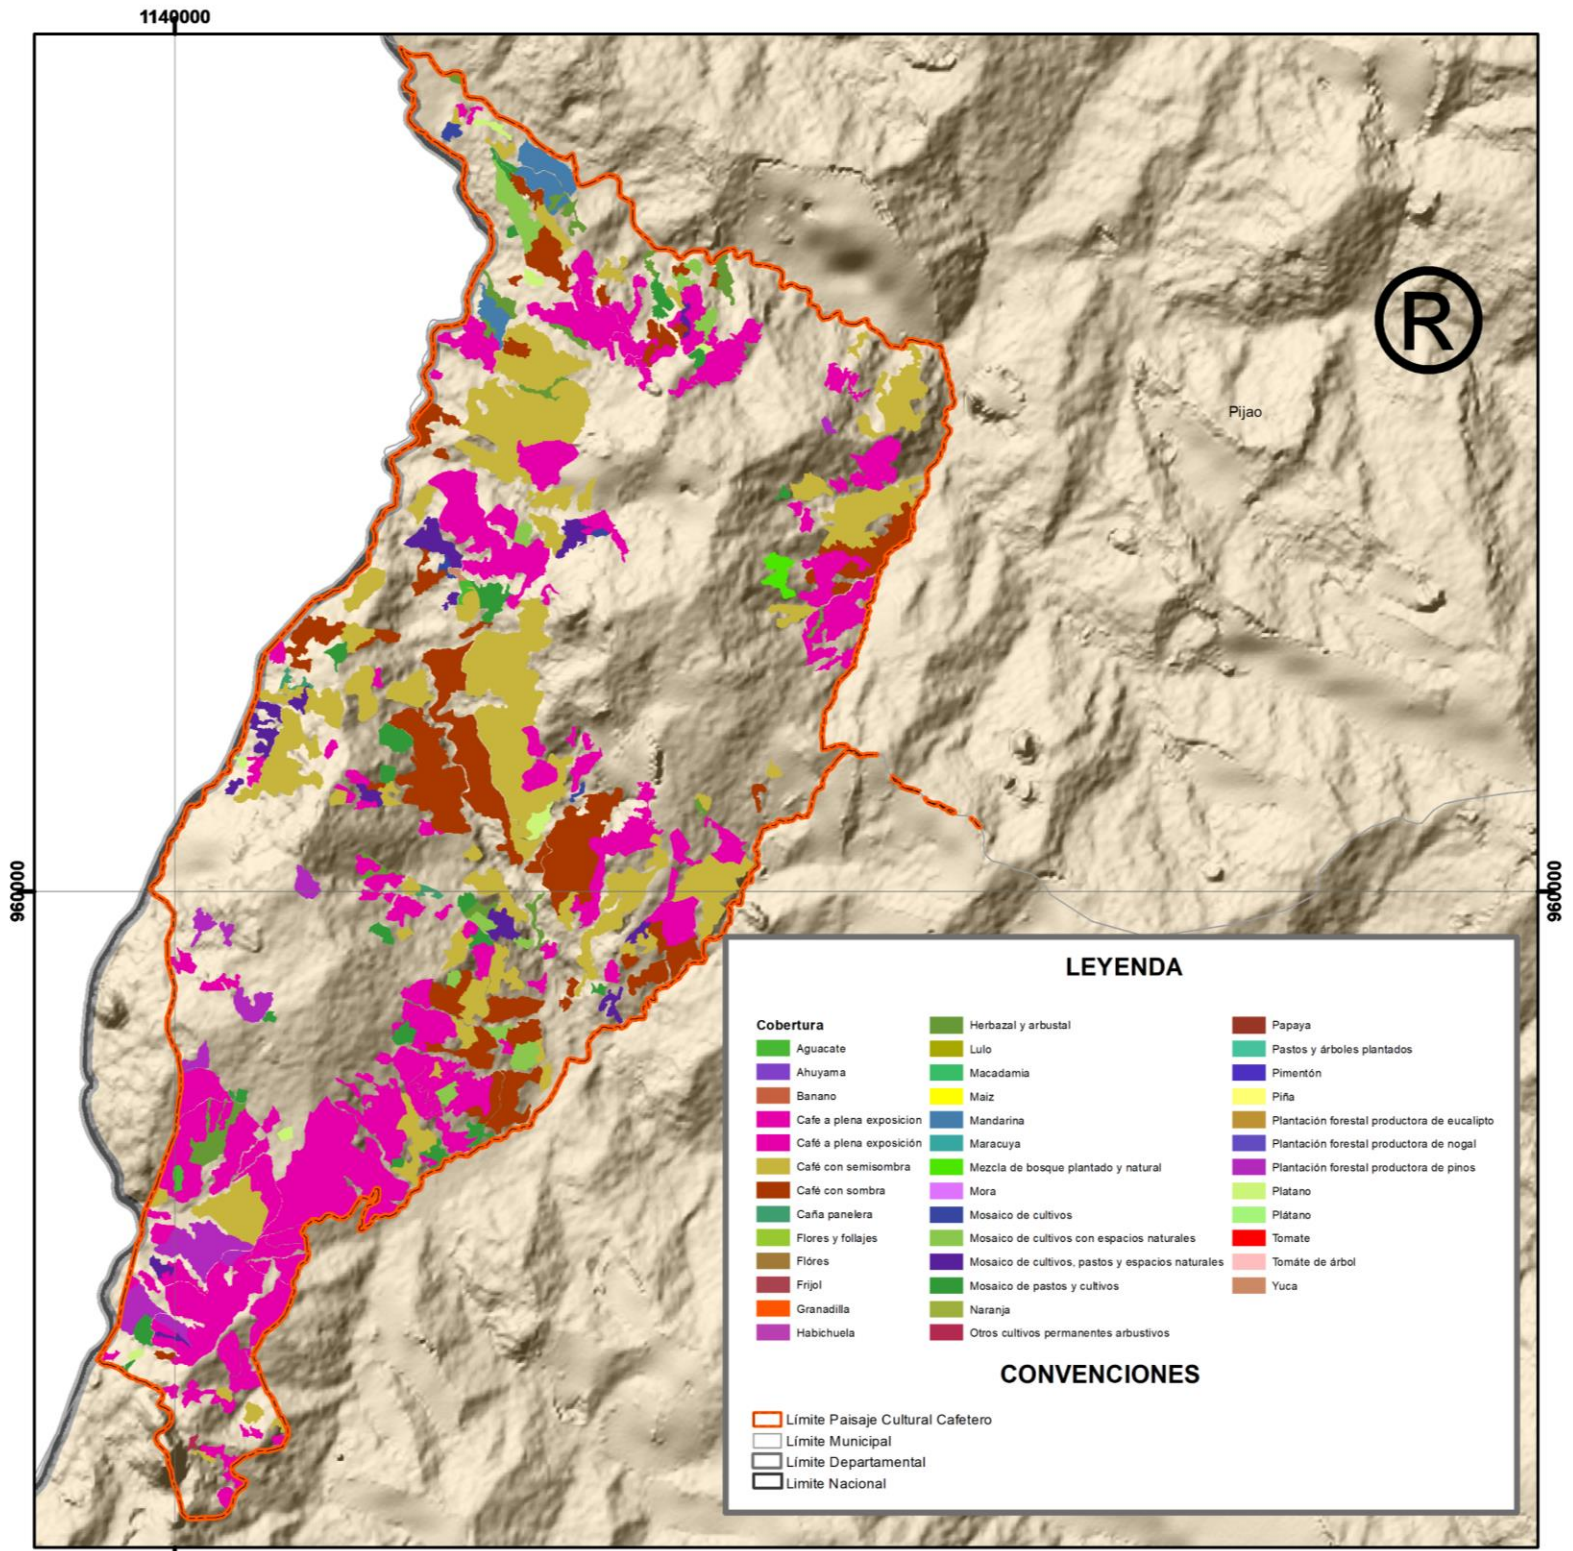 1140000
R
Pijao
960000
960000
LEYENDA
Cobertura
Aguacate
Ahuyama
Banano
Cafe a plena exposicion
Café a plena exposición
Café con semisombra
Café con sombra
Caña panelera
Flores y follajes
Flóres
Frijol
Granadilla
Habichuela
Herbazal y arbustal
Lulo
Macadamia
Maiz
Mandarina
Maracuya
Mezcla de bosque plantado y natural
Mora
Mosaico de cultivos
Mosaico de cultivos con espacios naturales
Mosaico de cultivos, pastos y espacios naturales
Mosaico de pastos y cultivos
Naranja
Otros cultivos permanentes arbustivos
Papaya
Pastos y árboles plantados
Pimentón
Piña
Plantación forestal productora de eucalipto
Plantación forestal productora de nogal
Plantación forestal productora de pinos
Platano
Plátano
Tomate
Tomáte de árbol
Yuca
CONVENCIONES
Límite Paisaje Cultural Cafetero
Límite Municipal
Límite Departamental
Limite Nacional